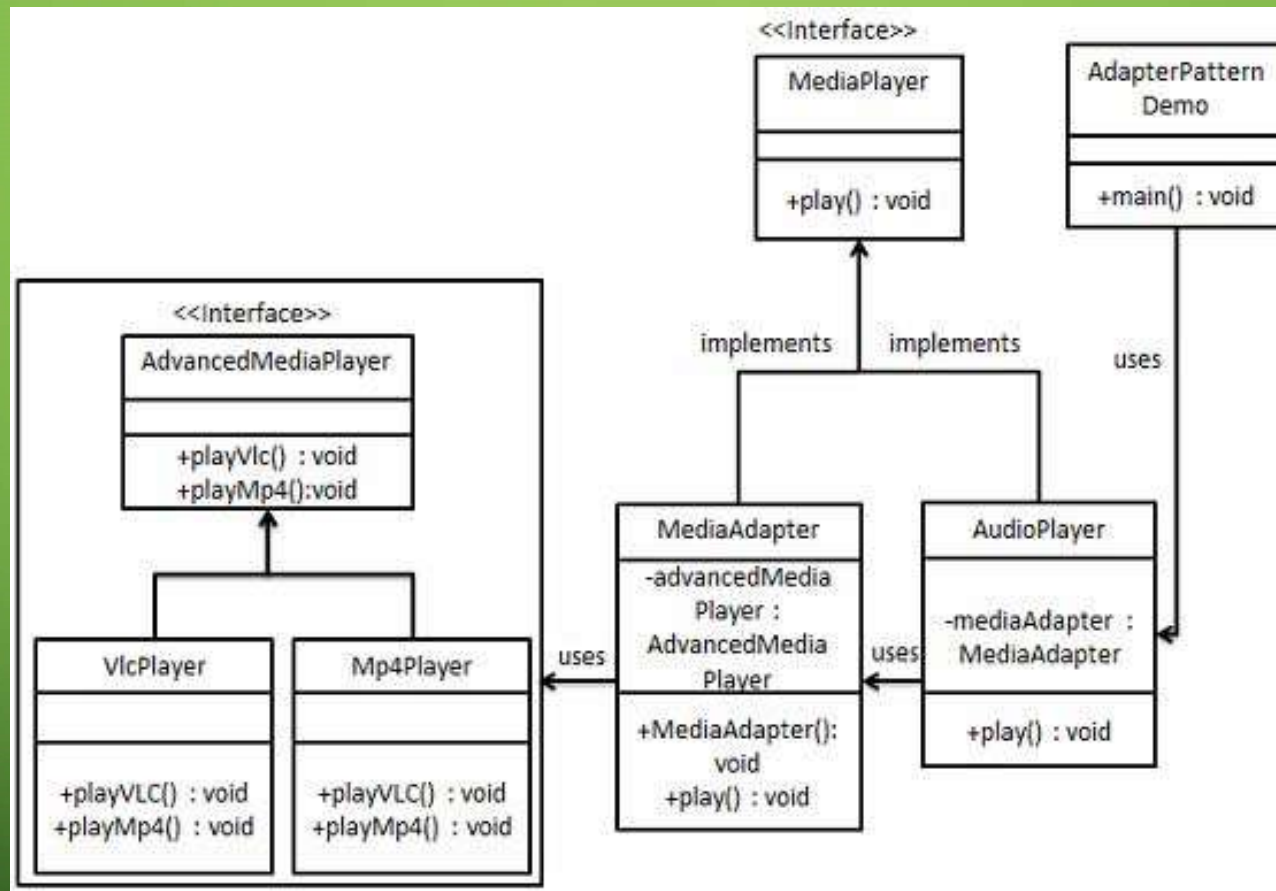 <<Interface>>
MediaPlayer
+play() : void
AdapterPattern
Demo
+main() : void
implements
implements
uses
<<Interface>>
AdvancedMediaPlayer
+playVlc() : void
+playMp4():void
VlcPlayer
+playVLC() : void
+playMp4() : void
Mp4Player
+playVLC() : void
+playMp4() : void
uses
MediaAdapter
-advancedMedia
Player :
AdvancedMedia
Player
+MediaAdapter():
void
+play() : void
uses
AudioPlayer
-mediaAdapter :
MediaAdapter
+play() : void